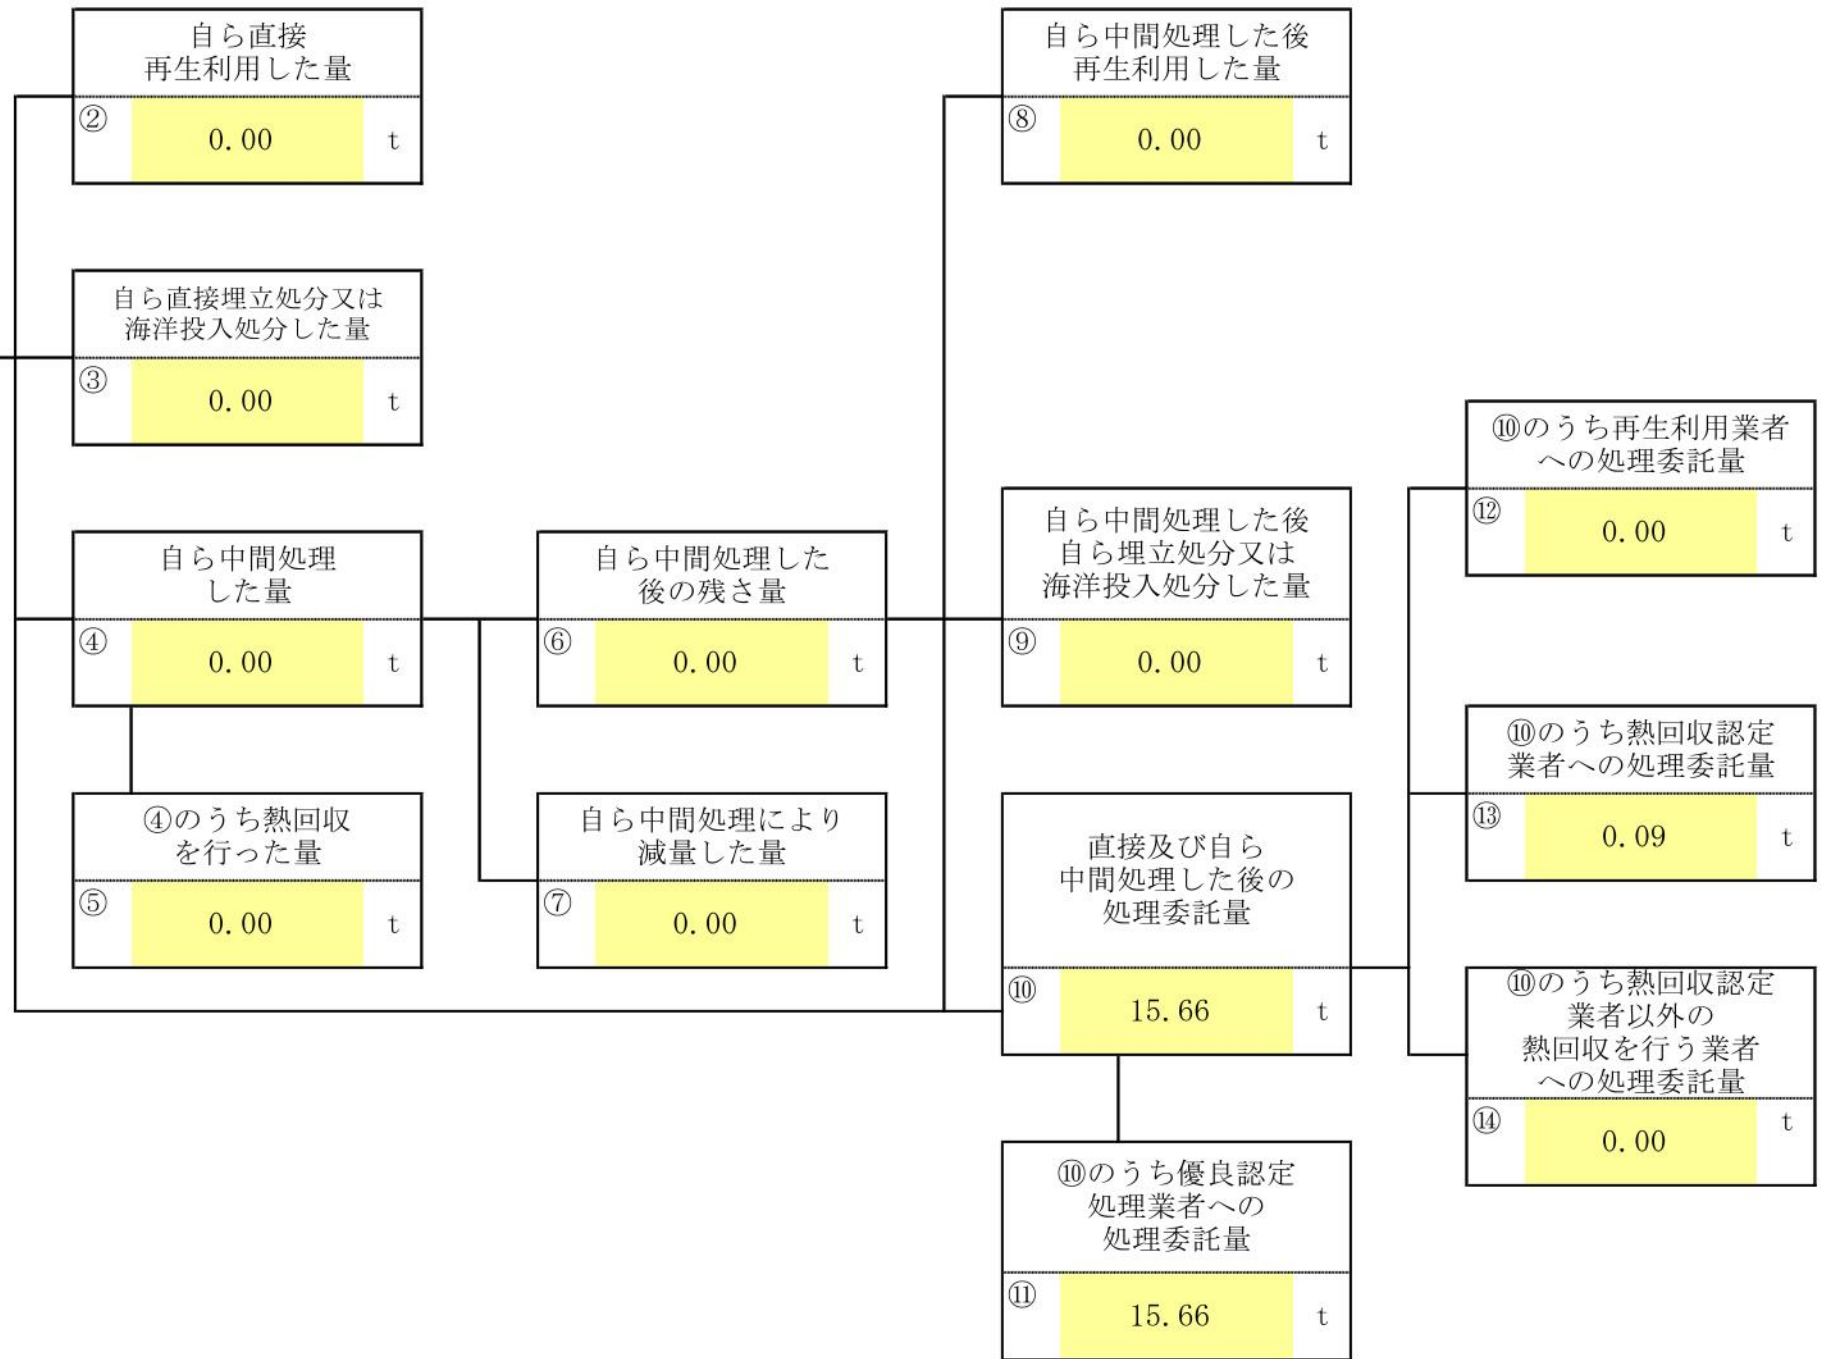 自ら直接
再生利用した量
② 0.00 t
自ら中間処理した後
再生利用した量
⑧ 0.00 t
自ら直接埋立処分又は
海洋投入処分した量
③ 0.00 t
⑩のうち再生利用業者
への処理委託量
⑫ 0.00 t
自ら中間処理
した量
④ 0.00 t
自ら中間処理した
後の残さ量
⑥ 0.00 t
自ら中間処理した後
自ら埋立処分又は
海洋投入処分した量
⑨ 0.00 t
⑩のうち熱回収認定
業者への処理委託量
⑬ 0.09 t
④のうち熱回収
を行った量
⑤ 0.00 t
自ら中間処理により
減量した量
⑦ 0.00 t
直接及び自ら
中間処理した後の
処理委託量
⑩ 15.66 t
⑩のうち熱回収認定
業者以外の
熱回収を行う業者
への処理委託量
⑭ 0.00 t
⑩のうち優良認定
処理業者への
処理委託量
⑪ 15.66 t